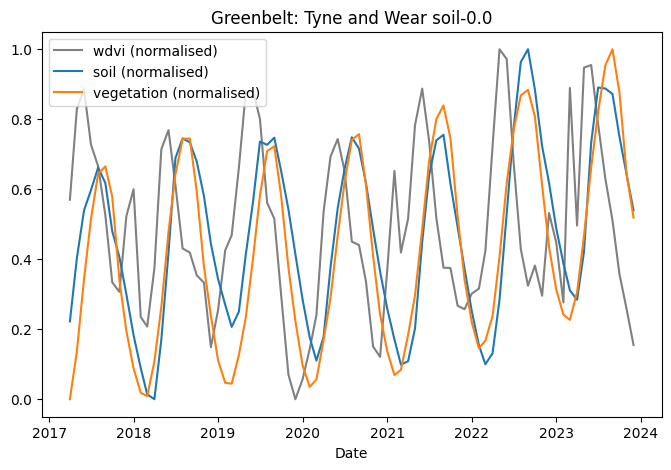 Greenbelt: Tyne and Wear soil-0.0
wdvi (normalised)
soil (normalised)
vegetation (normalised)
1.0
0.8
0.6
0.4
0.2
0.0
2017 2018 2019 2020 2021 2022 2023 2024
Date